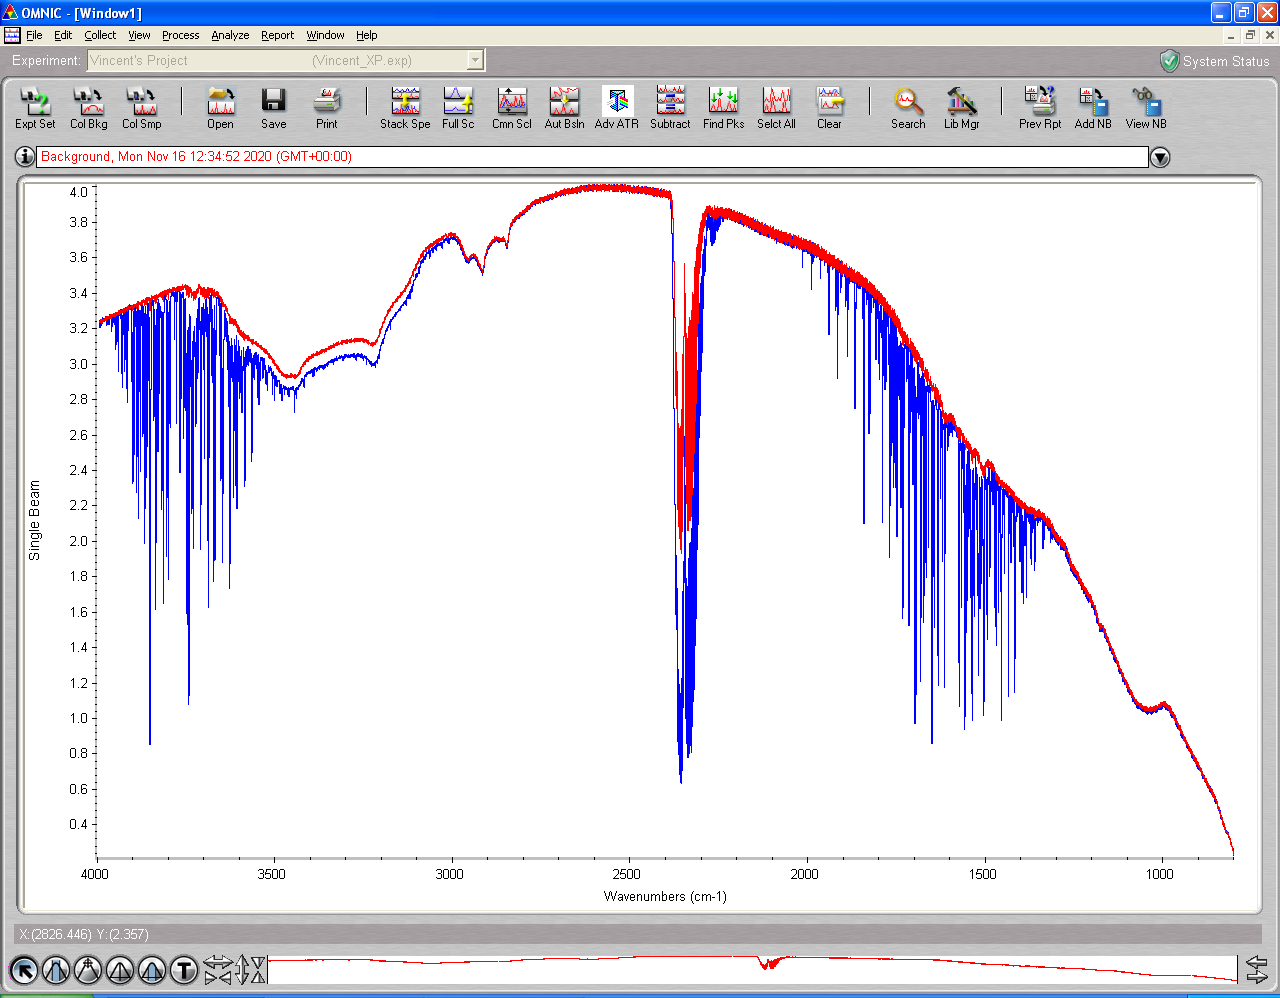 OMNIC - [Window1]
File Edit Collect View Process Analyze Report Window Help
Experiment: Vincent's Project (Vincent_XP.exp) System Status
Expt Set Col Bkg Col Smp Open Save Print Stack Spe Full Sc Cmn Scl Aut Bsln Adv ATR Subtract Find Pks Selct All Clear Search Lib Mgr Prev Rpt Add NB View NB
Background, Mon Nov 16 12:34:52 2020 (GMT+00:00)
4.0
3.8
3.6
3.4
3.2
3.0
2.8
2.6
2.4
2.2
2.0
1.8
1.6
1.4
1.2
1.0
0.8
0.6
0.4
Single Beam
4000 3500 3000 2500 2000 1500 1000
Wavenumbers (cm-1)
X:(2826.446) Y:(2.357)
T